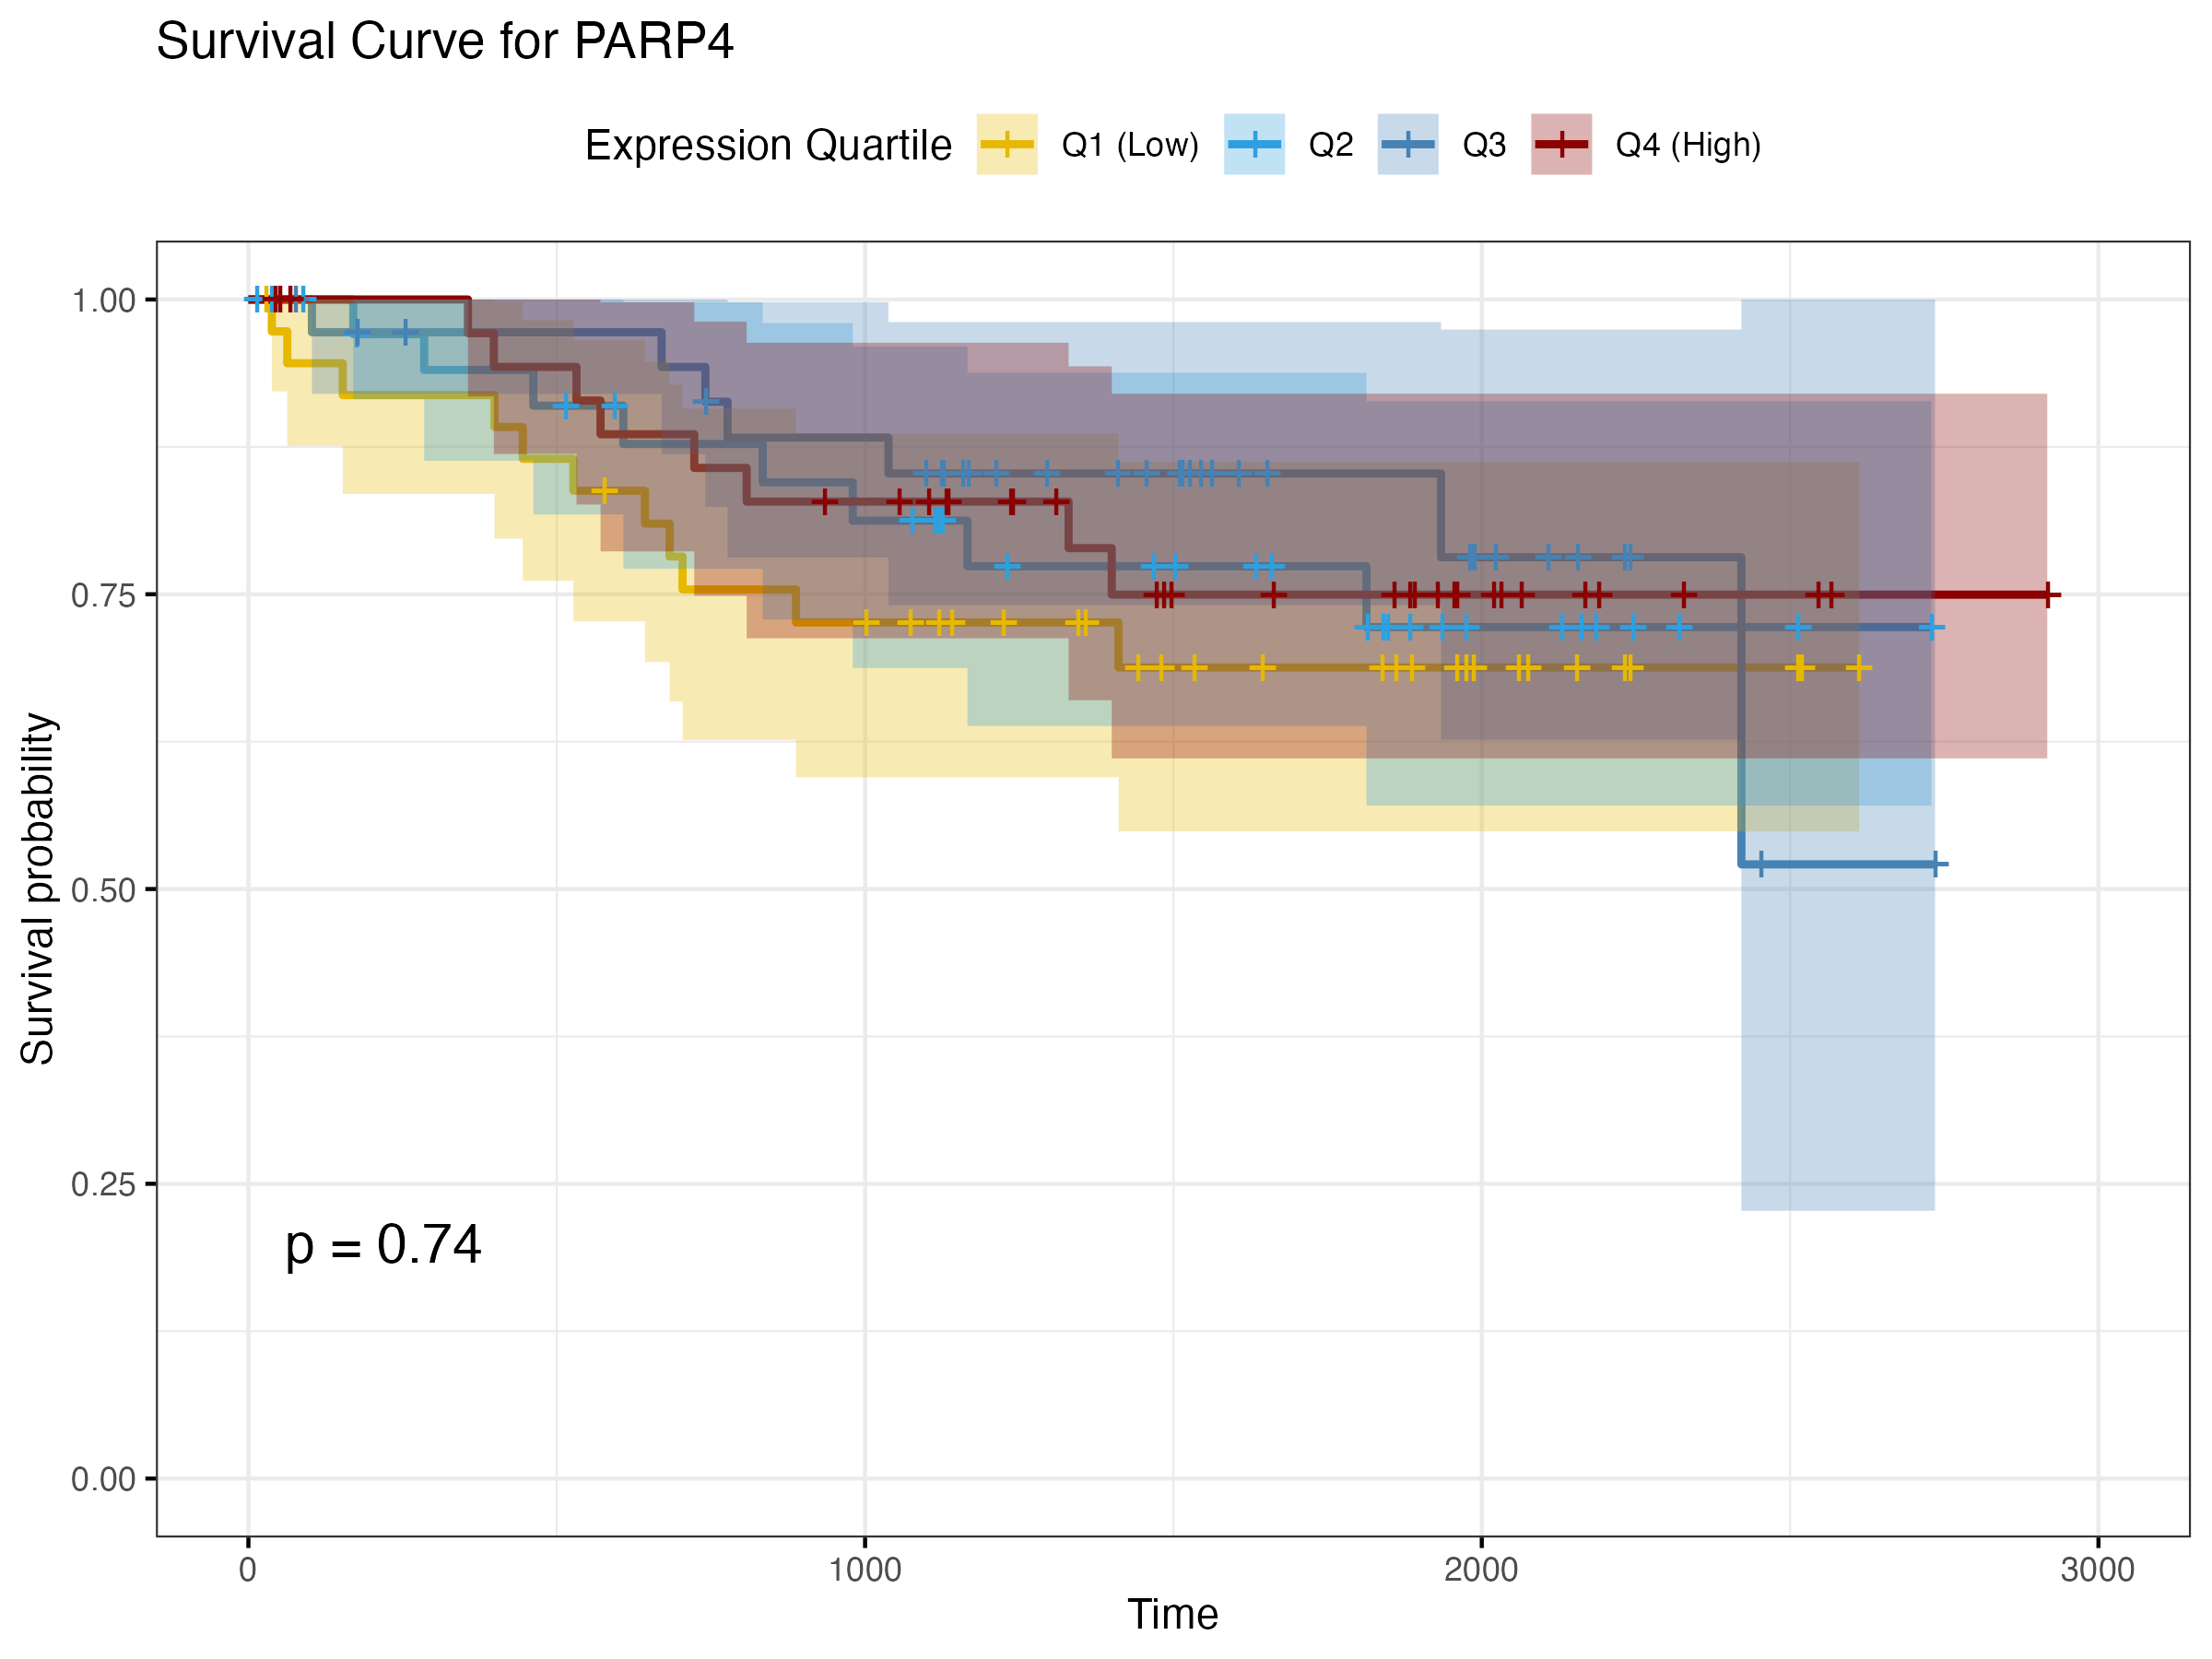 Survival Curve for PARP4
Expression Quartile Q1 (Low) Q2 Q3 Q4 (High)
1.00
0.75
0.50
0.25
0.00
Survival probability
p = 0.74
0 1000 2000 3000
Time